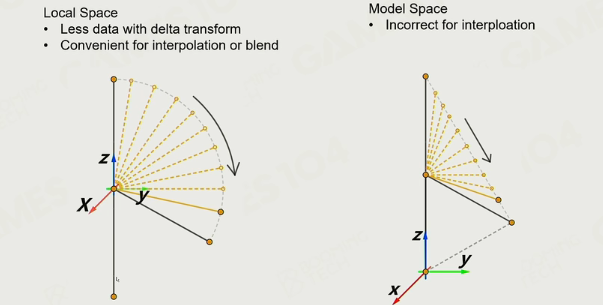 Local Space
• Less data with delta transform
• Convenient for interpolation or blend
Model Space
• Incorrect for interploation
z
y
X
z
y
x